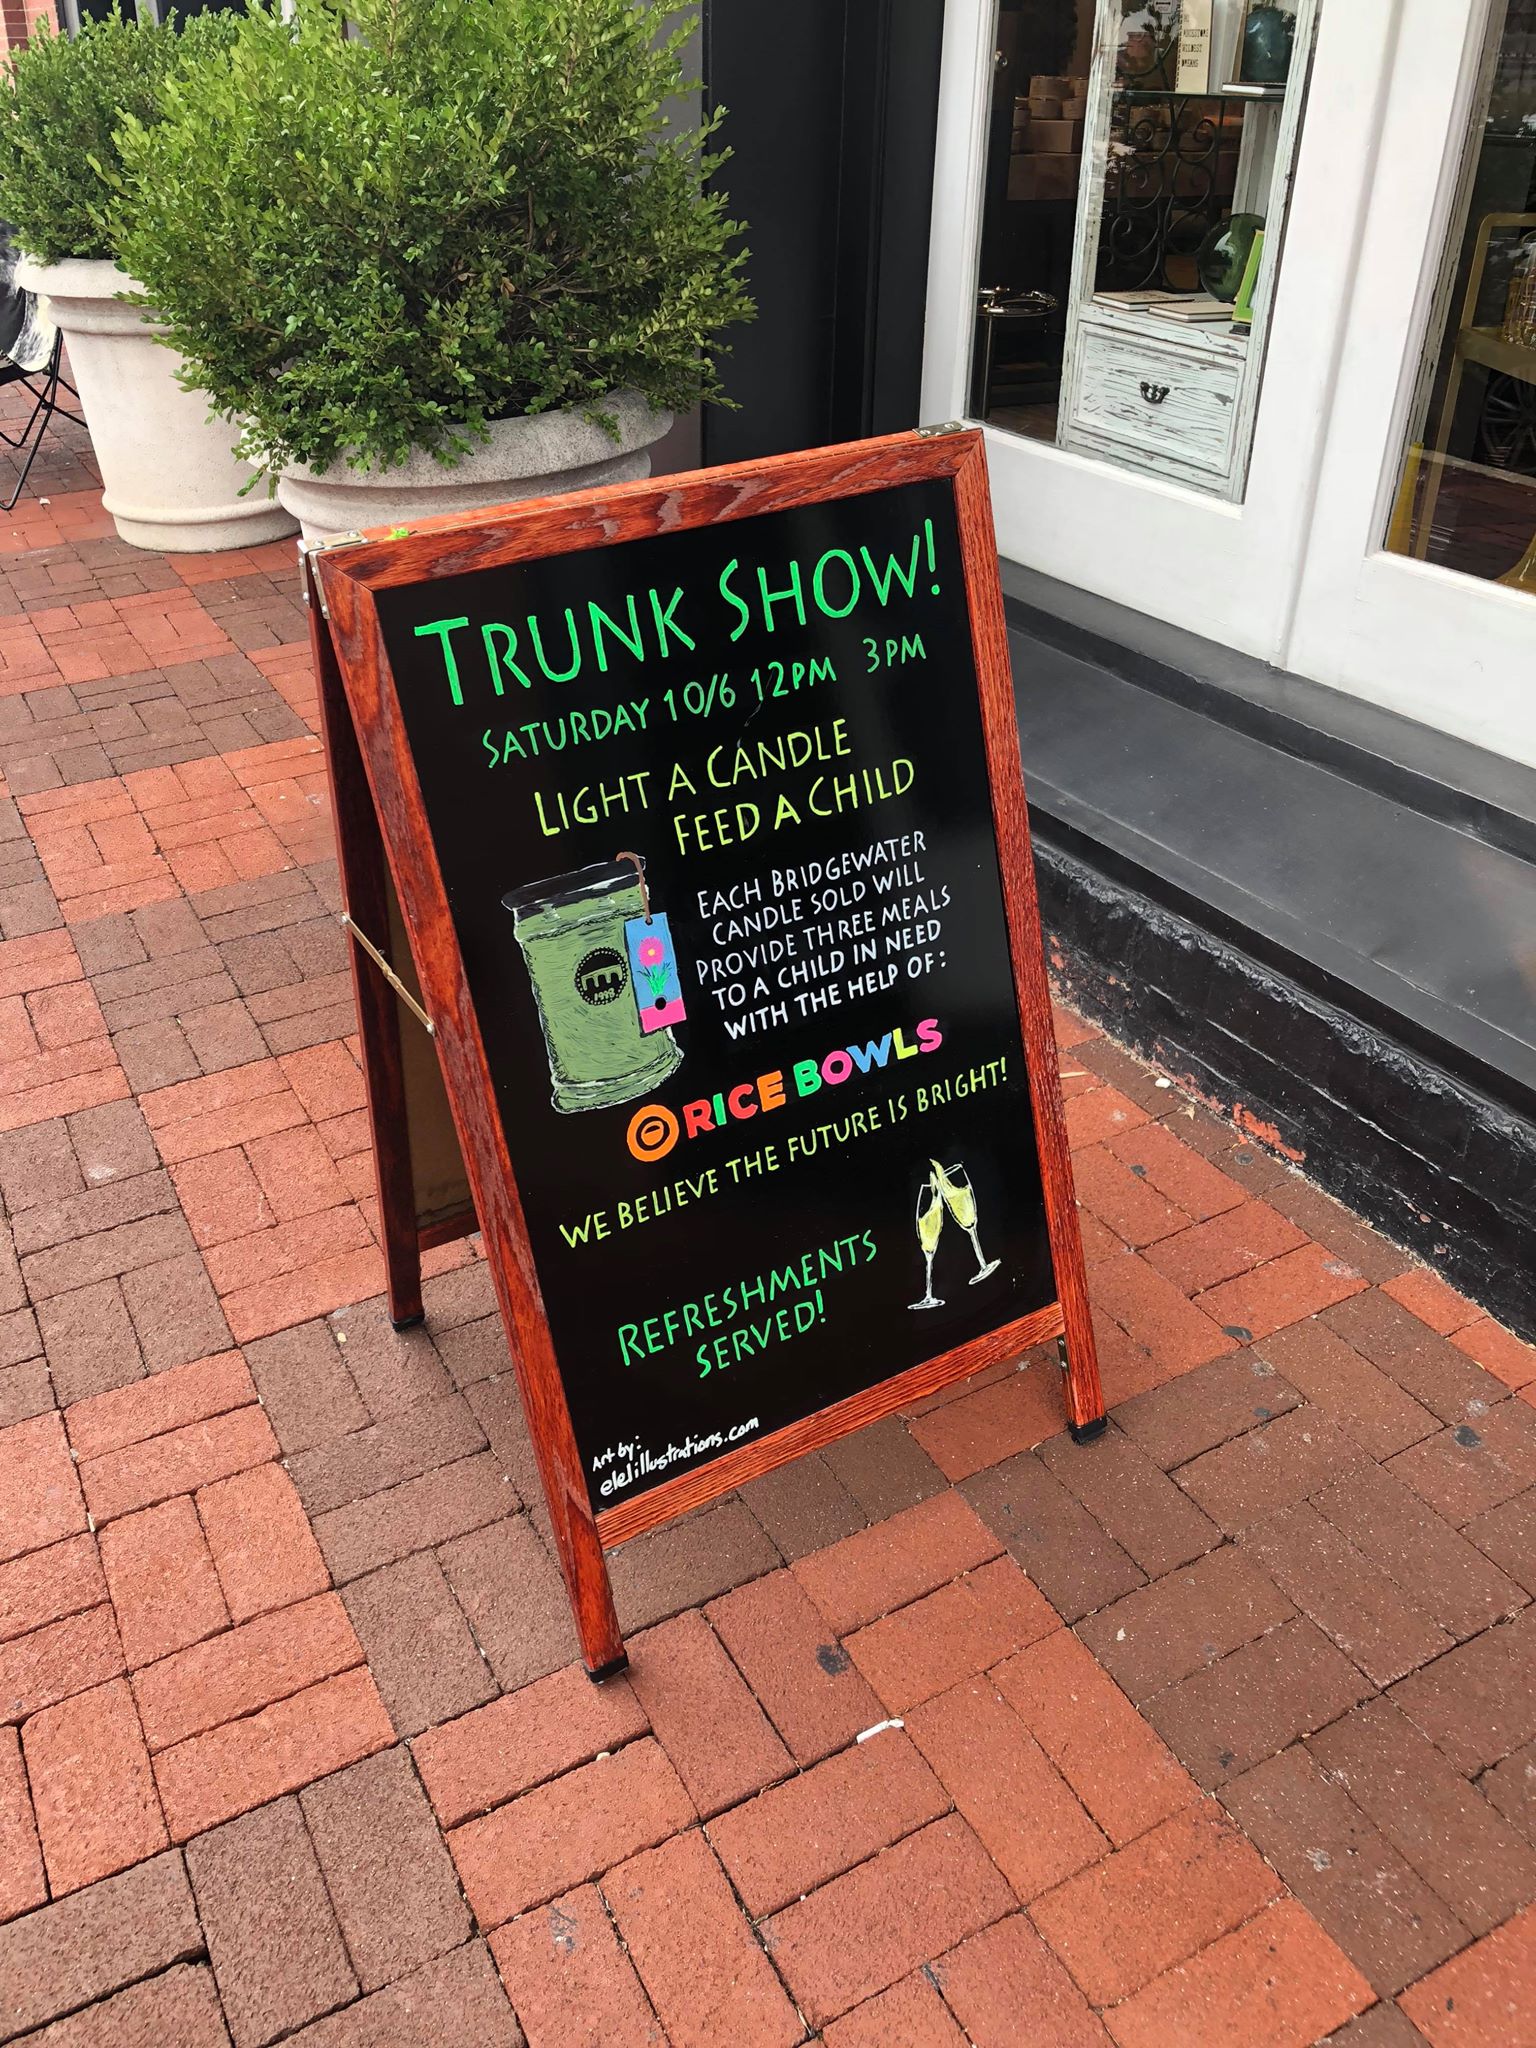 TRUNK SHOW!
SATURDAY 10/6 12PM 3PM
LIGHT A CANDLE
FEED A CHILD
EACH BRIDGEWATER
CANDLE SOLD WILL
PROVIDE THREE MEALS
TO A CHILD IN NEED
WITH THE HELP OF:
RICE BOWLS
WE BELIEVE THE FUTURE IS BRIGHT!
REFRESHMENTS
SERVED!
Art by:
elelillustrations.com